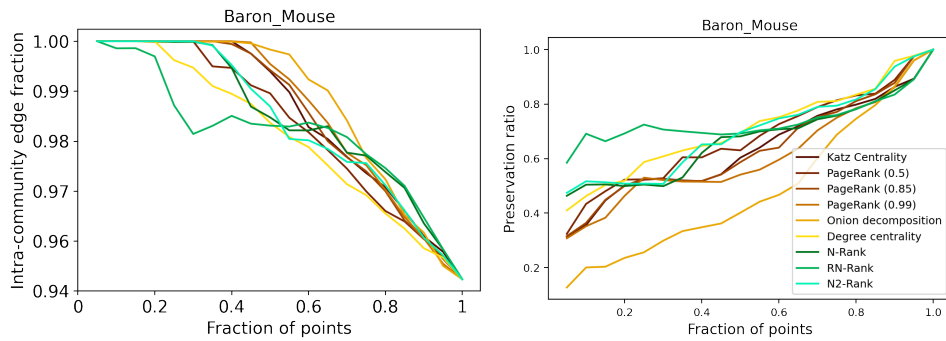 Baron_Mouse
Intra-community edge fraction
1.00
0.99
0.98
0.97
0.96
0.94
0
0.2
0.4
0.6
0.8
1
Fraction of points
Baron_Mouse
Preservation ratio
1.0
0.8
0.6
0.4
0.2
Katz Centrality
PageRank (0.5)
PageRank (0.85)
PageRank (0.99)
Onion decomposition
Degree centrality
N-Rank
RN-Rank
N2-Rank
0.2
0.4
0.6
0.8
1.0
Fraction of points